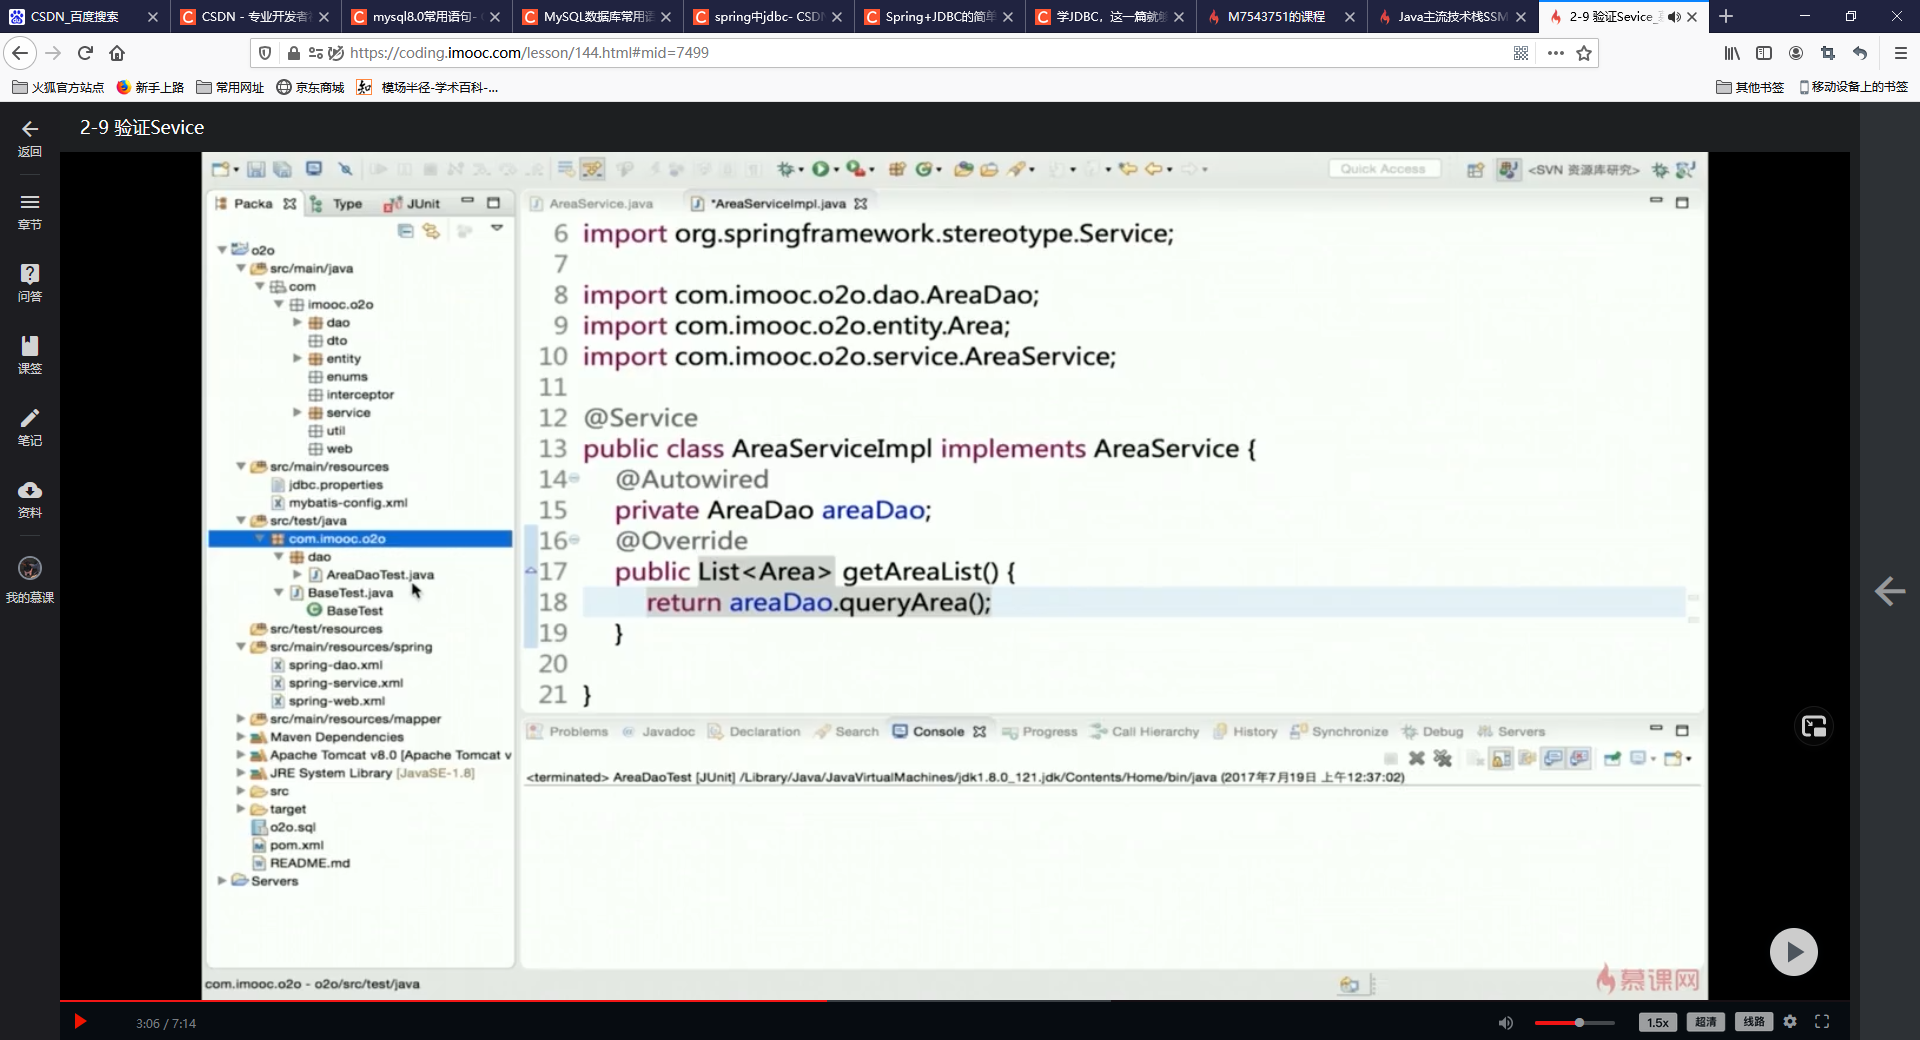 CSDN_百度搜索
CSDN - 专业开发者
mysql8.0常用语句-
MySQL数据库常用语
spring中jdbc- CSDN
Spring+JDBC的简单
学JDBC，这一篇就
M7543751的课程
Java主流技术栈SSM
2-9 验证Sevice_
https://coding.imooc.com/lesson/144.html#mid=7499
火狐官方站点
新手上路
常用网址
京东商城
模场半径-学术百科-...
其他书签
移动设备上的书签
返回
2-9 验证Sevice
章节
问答
课签
笔记
资料
我的慕课
Quick Access
<SVN 资源库研究>
Packa
Type
JUnit
AreaService.java
*AreaServiceImpl.java
o2o
src/main/java
com
imooc.o2o
dao
dto
entity
enums
interceptor
service
util
web
src/main/resources
jdbc.properties
mybatis-config.xml
src/test/java
com.imooc.o2o
dao
AreaDaoTest.java
BaseTest.java
BaseTest
src/test/resources
src/main/resources/spring
spring-dao.xml
spring-service.xml
spring-web.xml
src/main/resources/mapper
Maven Dependencies
Apache Tomcat v8.0 [Apache Tomcat v
JRE System Library [JavaSE-1.8]
src
target
o2o.sql
pom.xml
README.md
Servers
6 import org.springframework.stereotype.Service;
7
8 import com.imooc.o2o.dao.AreaDao;
9 import com.imooc.o2o.entity.Area;
10 import com.imooc.o2o.service.AreaService;
11
12 @Service
13 public class AreaServiceImpl implements AreaService {
14 @Autowired
15 private AreaDao areaDao;
16 @Override
17 public List<Area> getAreaList() {
18 return areaDao.queryArea();
19 }
20
21 }
Problems
Javadoc
Declaration
Search
Console
Progress
Call Hierarchy
History
Synchronize
Debug
Servers
<terminated> AreaDaoTest [JUnit] /Library/Java/JavaVirtualMachines/jdk1.8.0_121.jdk/Contents/Home/bin/java (2017年7月19日 上午12:37:02)
com.imooc.o2o - o2o/src/test/java
慕课网
3:06 / 7:14
1.5x
超清
线路